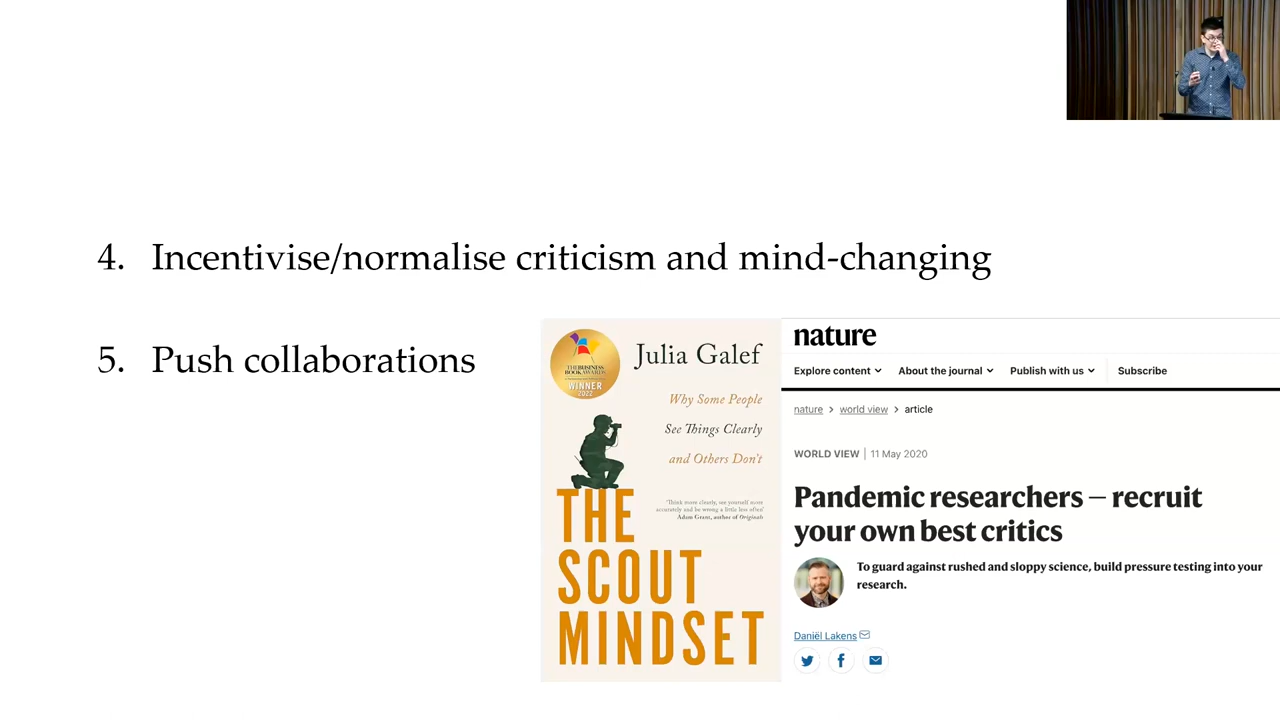 4. Incentivise/normalise criticism and mind-changing
5. Push collaborations
THE BUSINESS
BOOK AWARDS
WINNER
2022
Julia Galef
Why Some People
See Things Clearly
and Others Don't
'Think more clearly, see yourself more
accurately and be wrong a little less often'
Adam Grant, author of Originals
THE
SCOUT
MINDSET
nature
Explore content About the journal Publish with us Subscribe
nature > world view > article
WORLD VIEW | 11 May 2020
Pandemic researchers — recruit
your own best critics
To guard against rushed and sloppy science, build pressure testing into your
research.
Daniël Lakens